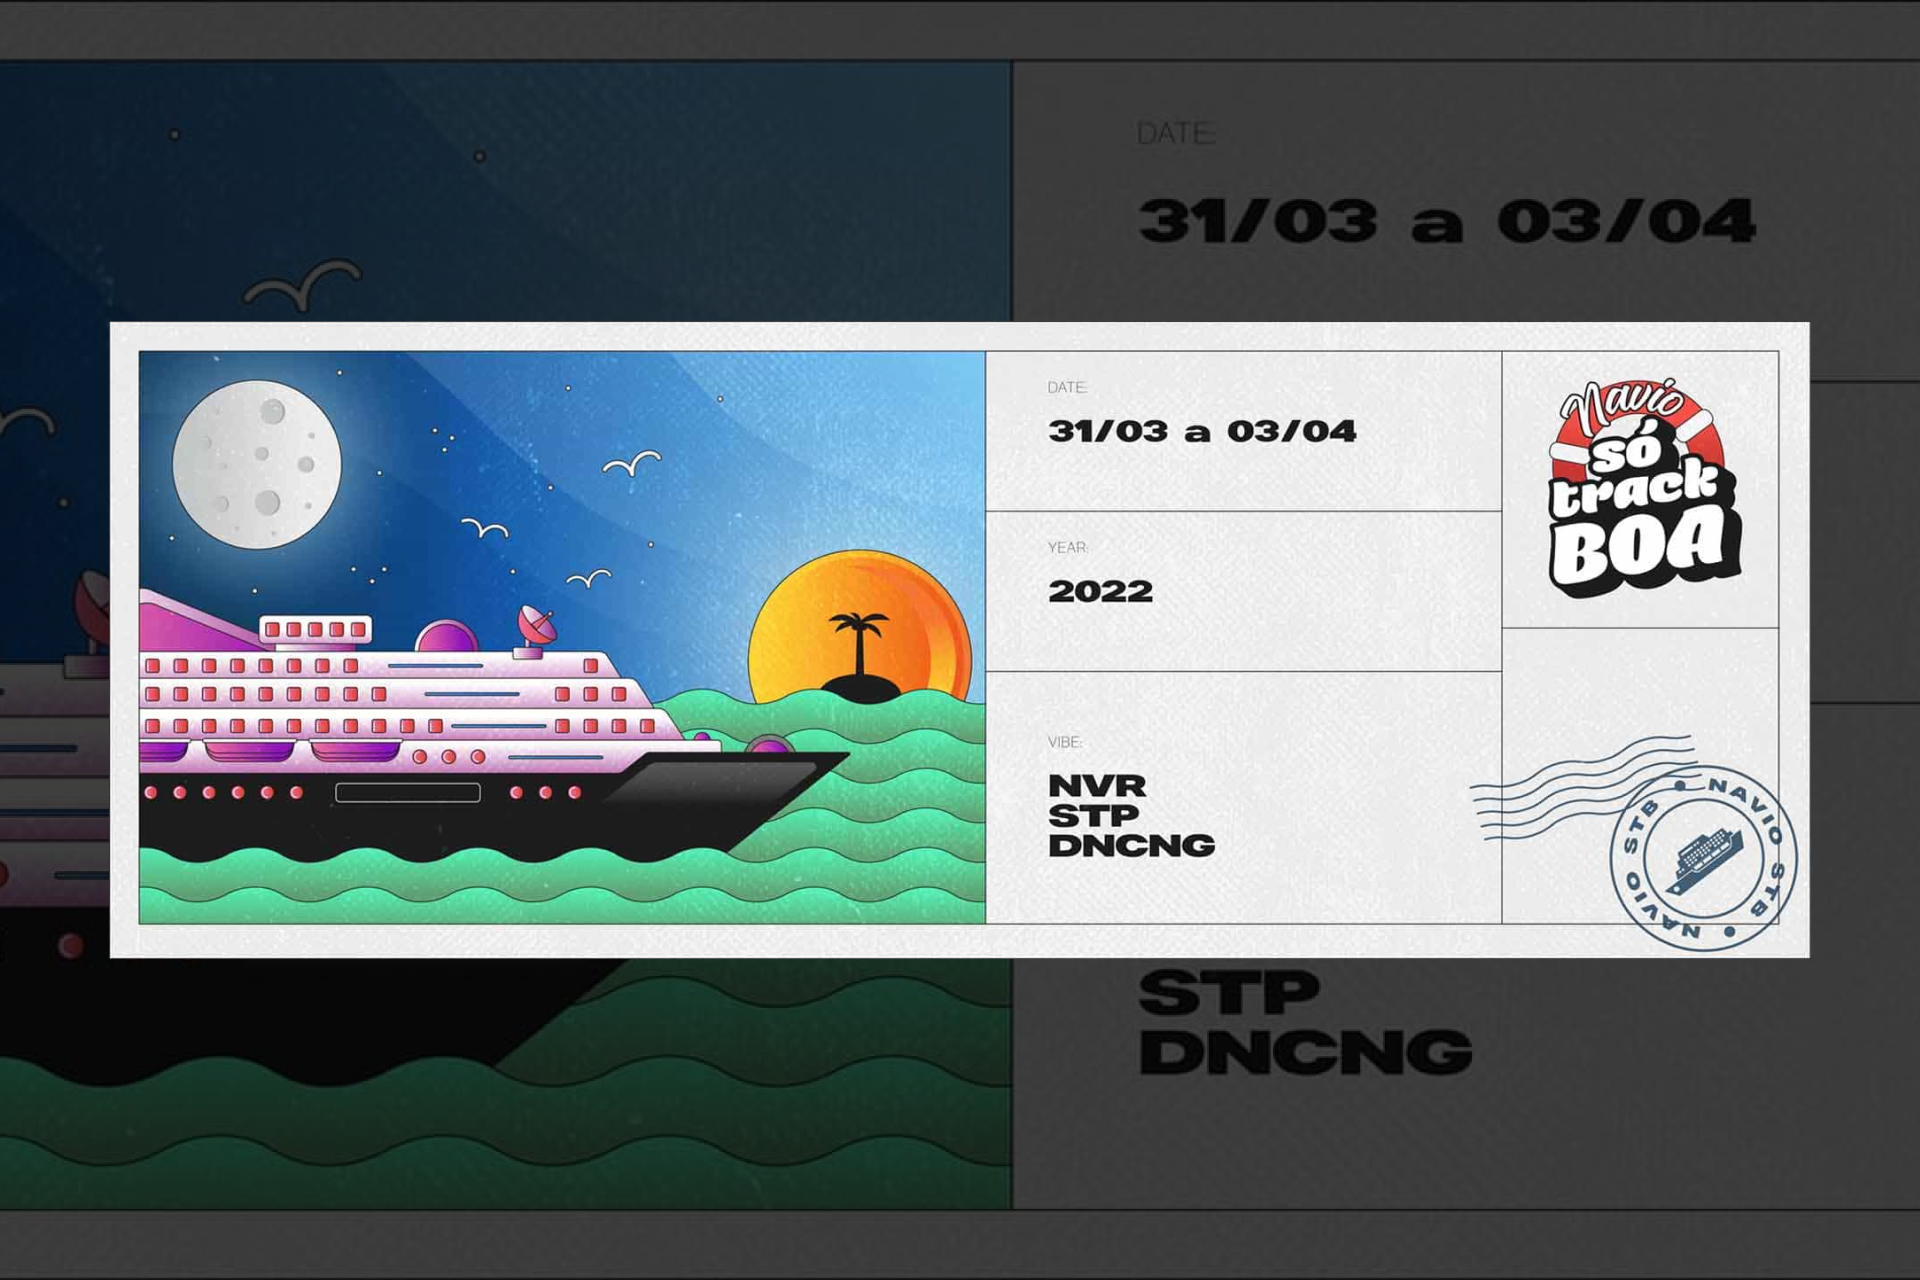 DATE:
31/03 a 03/04
DATE:
31/03 a 03/04
YEAR:
2022
VIBE:
NVR
STP
DNCNG
Navio
só
track
BOA
NAVIO STB • NAVIO STB •
STP
DNCNG